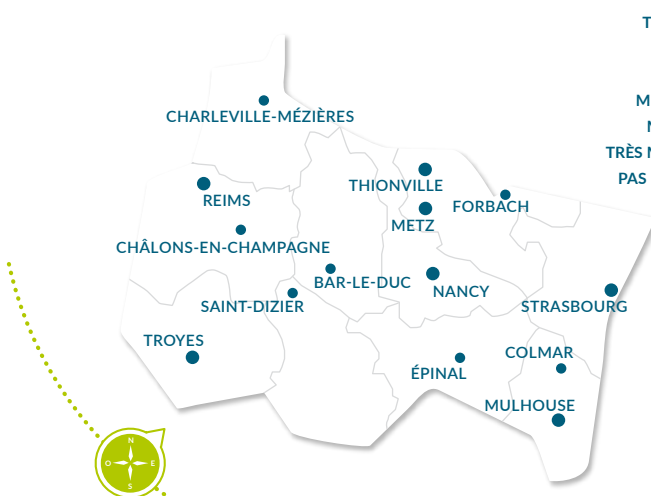 T
M
CHARLEVILLE-MÉZIÈRES
M
TRÈS M
PAS
THIONVILLE
REIMS
FORBACH
METZ
CHÂLONS-EN-CHAMPAGNE
BAR-LE-DUC
NANCY
SAINT-DIZIER
STRASBOURG
TROYES
COLMAR
ÉPINAL
MULHOUSE
N
O
E
S